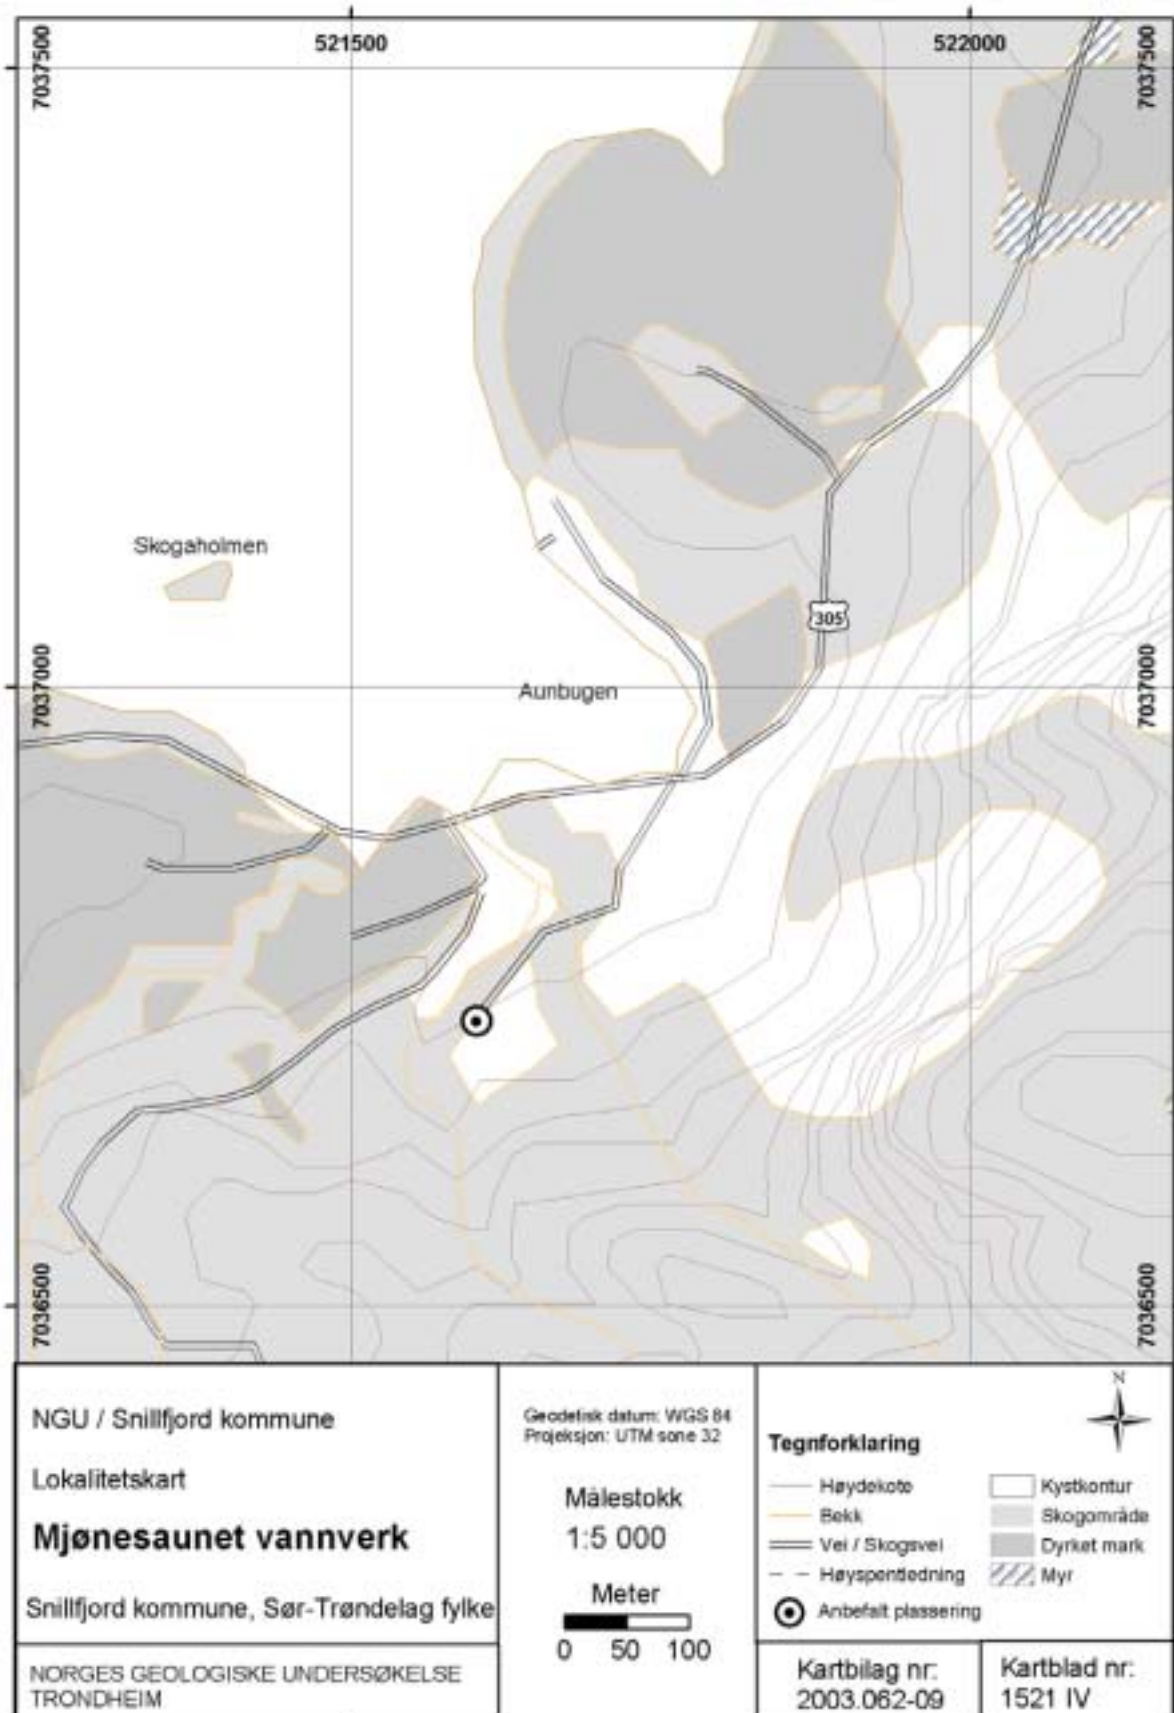 521500
522000
7037500
7037500
Skogaholmen
305
7037000
Aunbugen
7037000
7036500
7036500
NGU / Snillfjord kommune
Lokalitetskart
Mjønesaunet vannverk
Snillfjord kommune, Sør-Trøndelag fylke
NORGES GEOLOGISKE UNDERSØKELSE
TRONDHEIM
Geodetisk datum: WGS 84
Projeksjon: UTM sone 32
Målestokk
1:5 000
Meter
0 50 100
N
Tegnforklaring
Høydekote
Bekk
Vei / Skogsvei
Høyspentledning
Anbefalt plassering
Kystkontur
Skogområde
Dyrket mark
Myr
Kartbilag nr:
2003.062-09
Kartblad nr:
1521 IV